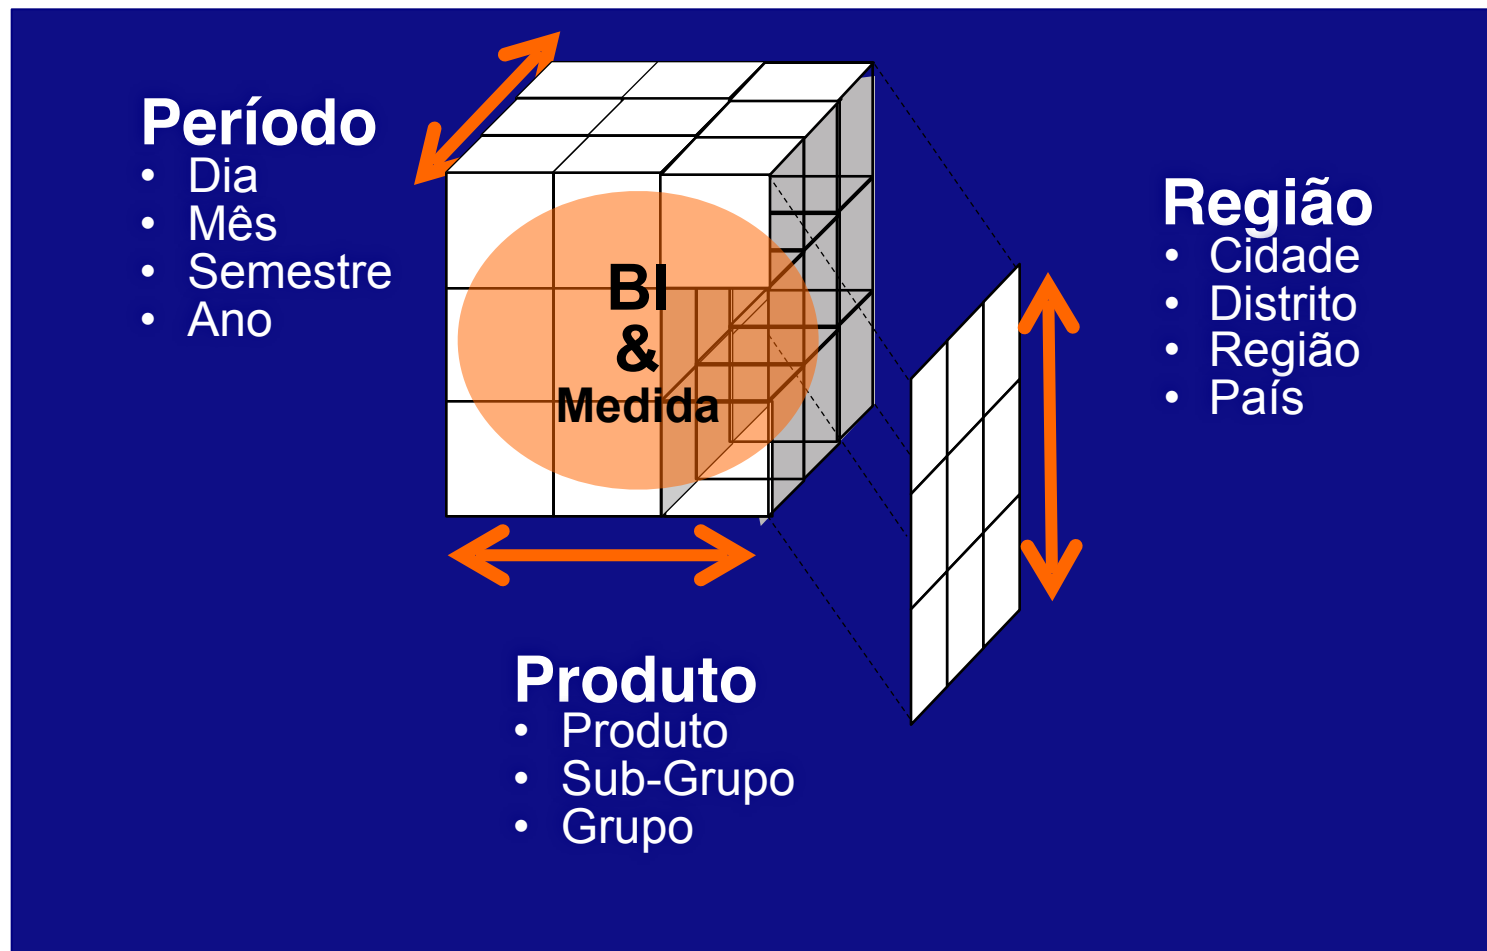 Período
• Dia
• Mês
• Semestre
• Ano
BI
&
Medida
Região
• Cidade
• Distrito
• Região
• País
Produto
• Produto
• Sub-Grupo
• Grupo